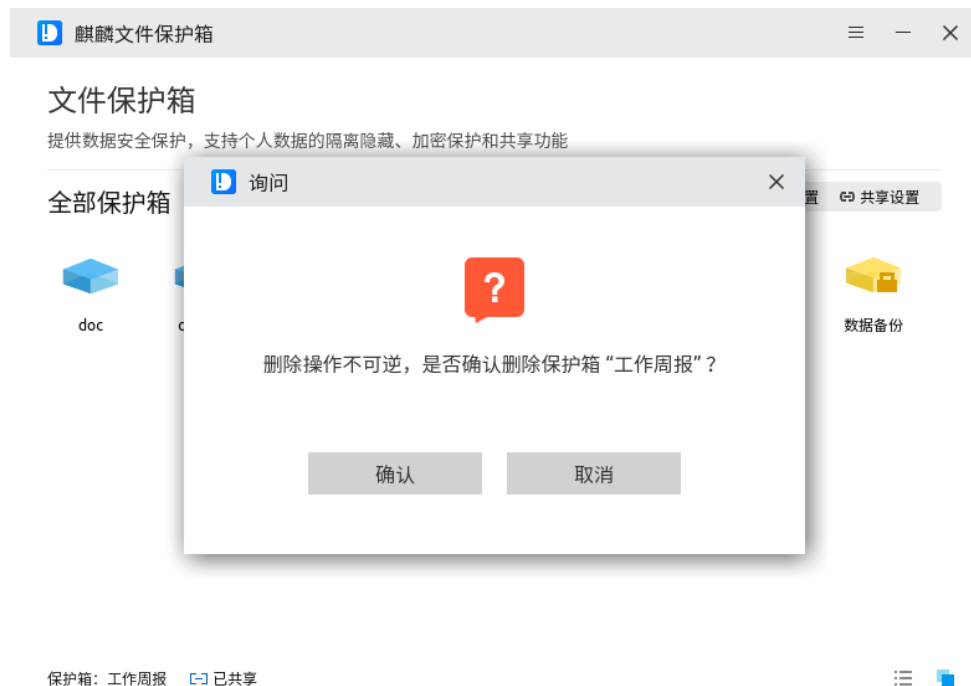 麒麟文件保护箱
文件保护箱
提供数据安全保护，支持个人数据的隔离隐藏、加密保护和共享功能
全部保护箱
置 共享设置
询问
doc
数据备份
删除操作不可逆，是否确认删除保护箱“工作周报”？
确认 取消
保护箱：工作周报 已共享